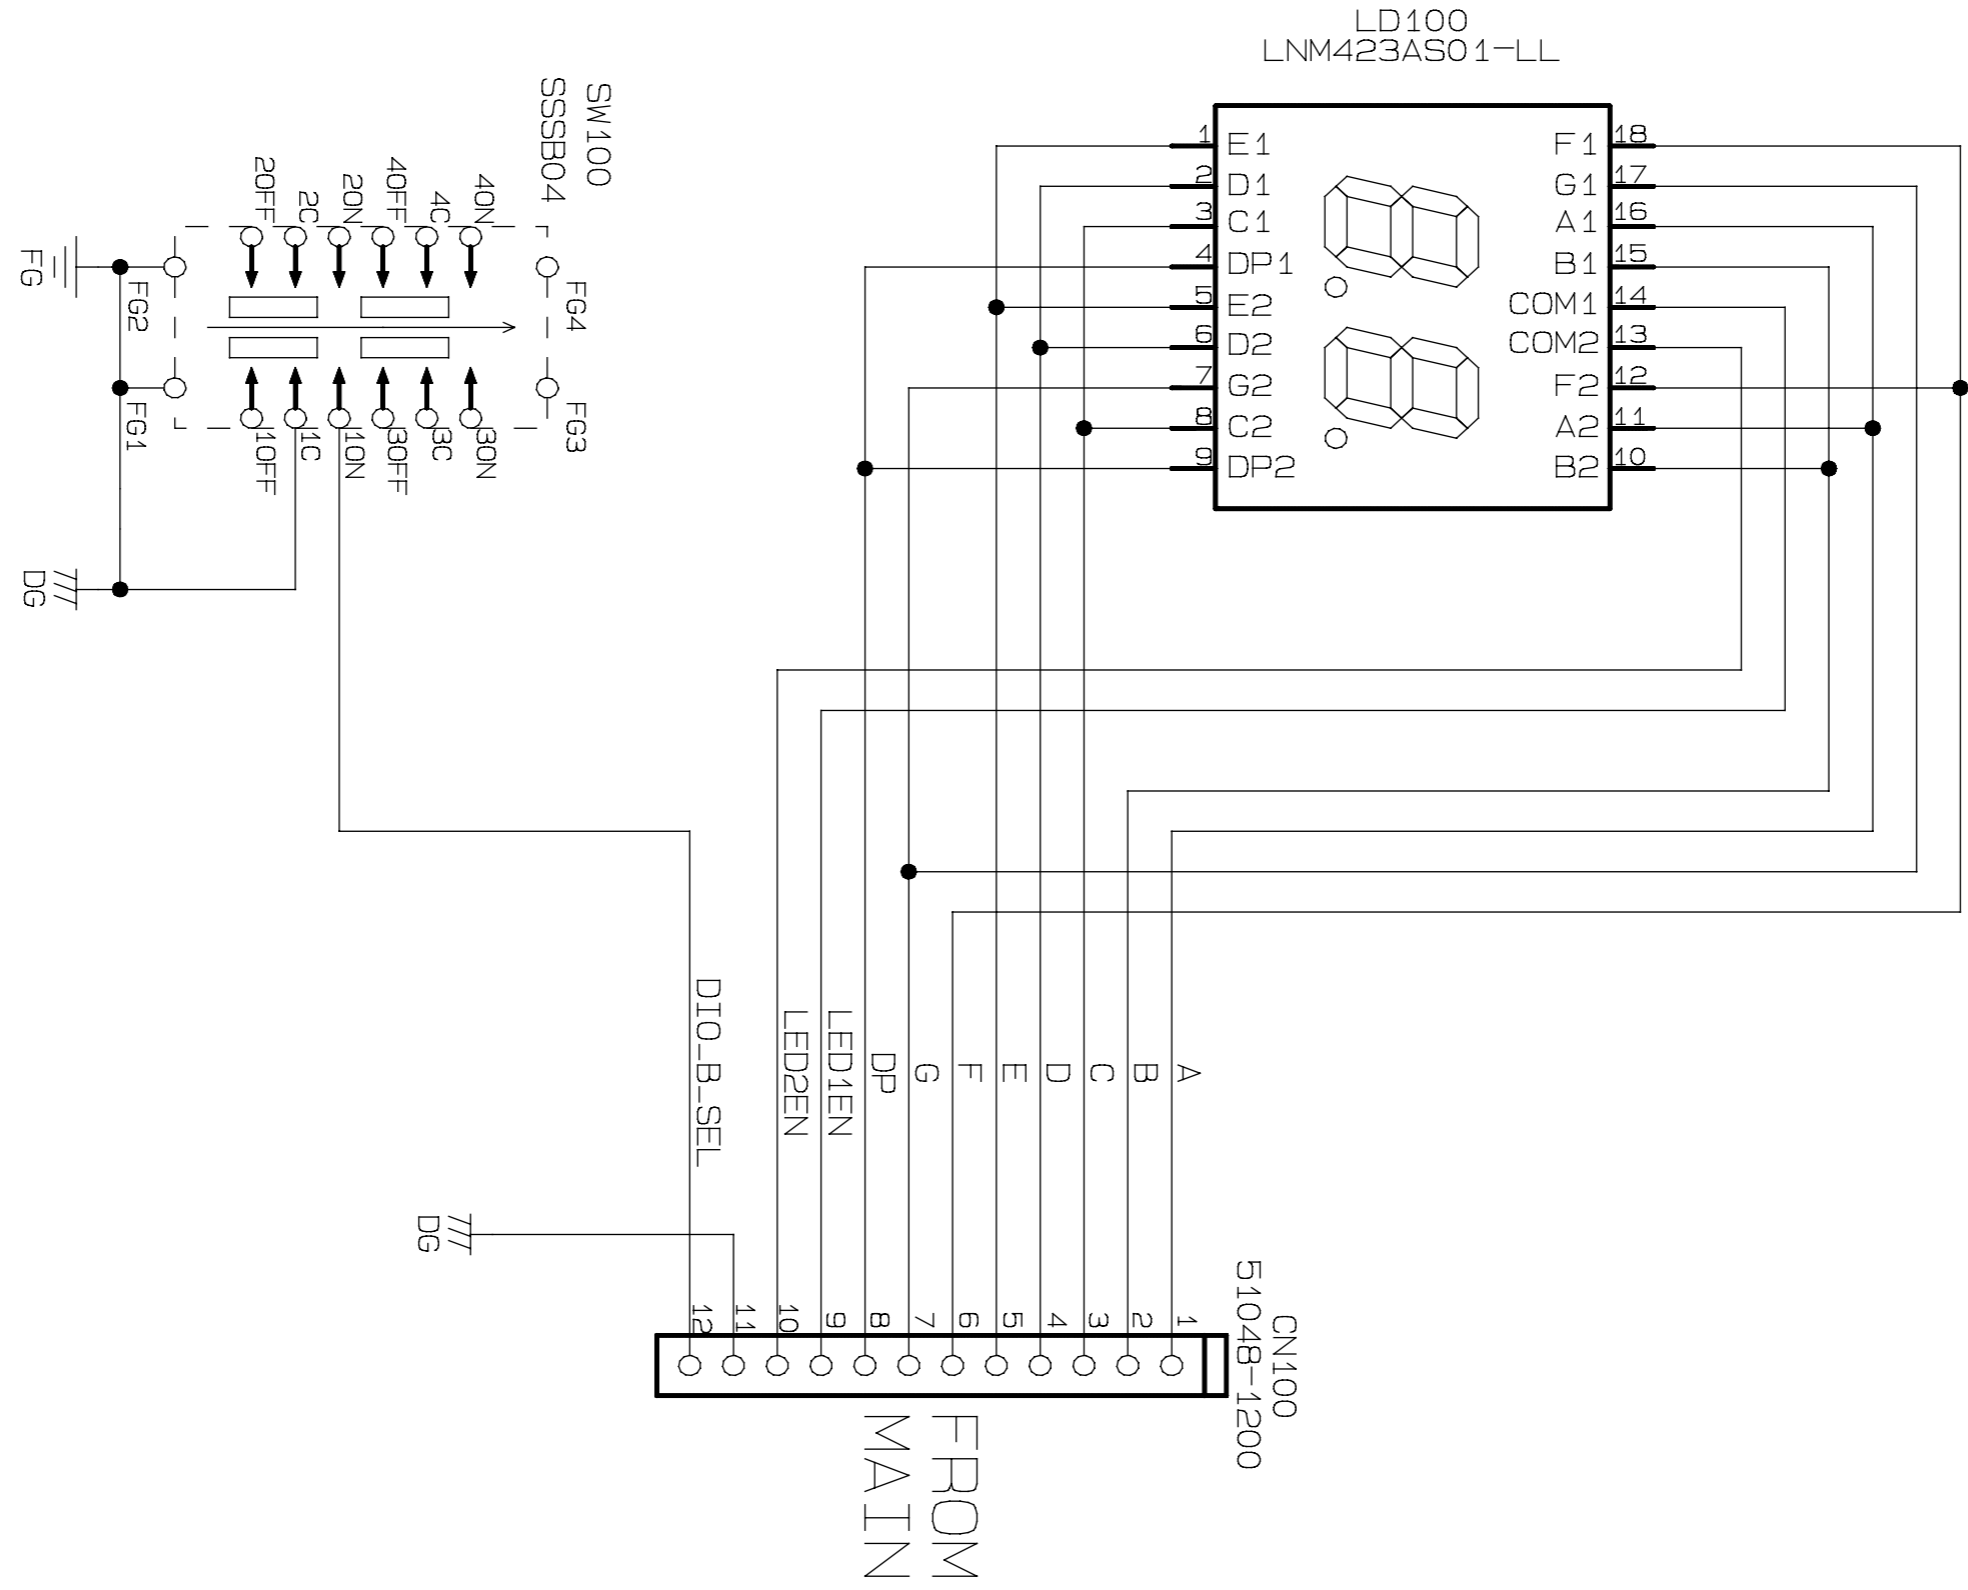 LD100
LNM423AS01-LL
1 E1
2 D1
3 C1
4 DP1
5 E2
6 D2
7 G2
8 C2
9 DP2
F1 18
G1 17
A1 16
B1 15
COM1 14
COM2 13
F2 12
A2 11
B2 10
SW100
SSSB04
2OFF
2C
2ON
4OFF
4C
4ON
FG4
FG3
FG2
FG1
FG
1OFF
1C
1ON
3OFF
3C
3ON
DG
DIO_B_SEL
LED2EN
LED1EN
DP
G
F
E
D
C
B
A
DG
12
11
10
9
8
7
6
5
4
3
2
1
CN100
51048-1200
FROM
MAIN